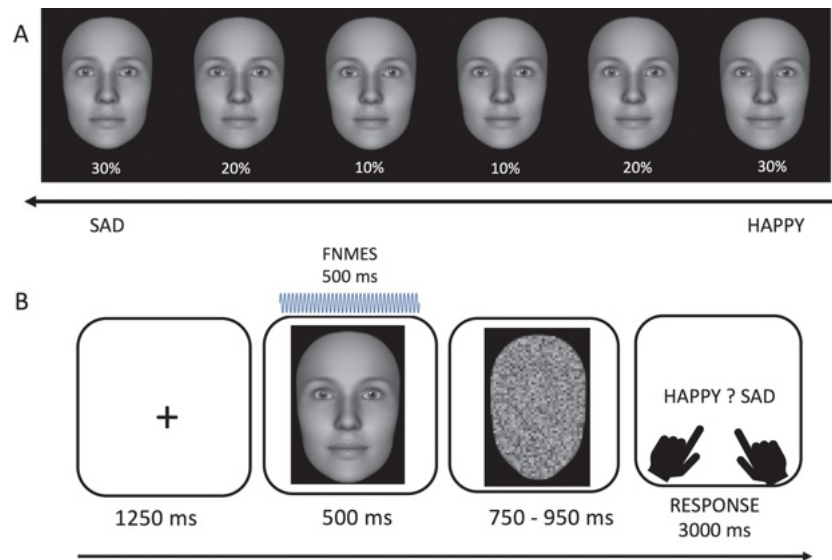 A
30% 20% 10% 10% 20% 30%
SAD HAPPY
FNMES
500 ms
B
+
HAPPY ? SAD
1250 ms 500 ms 750 - 950 ms RESPONSE
3000 ms